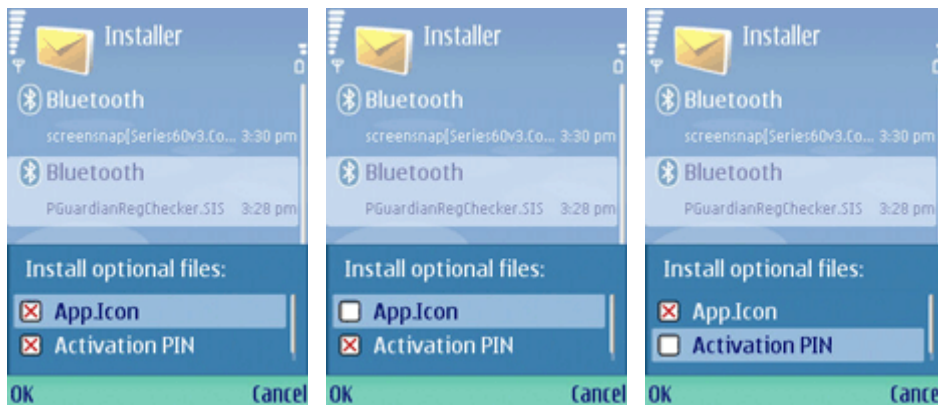 Installer
Bluetooth
screensnap[Series60v3.Co... 3:30 pm
Bluetooth
PGuardianRegChecker.SIS 3:28 pm
Install optional files:
App.Icon
Activation PIN
OK Cancel
Installer
Bluetooth
screensnap[Series60v3.Co... 3:30 pm
Bluetooth
PGuardianRegChecker.SIS 3:28 pm
Install optional files:
App.Icon
Activation PIN
OK Cancel
Installer
Bluetooth
screensnap[Series60v3.Co... 3:30 pm
Bluetooth
PGuardianRegChecker.SIS 3:28 pm
Install optional files:
App.Icon
Activation PIN
OK Cance